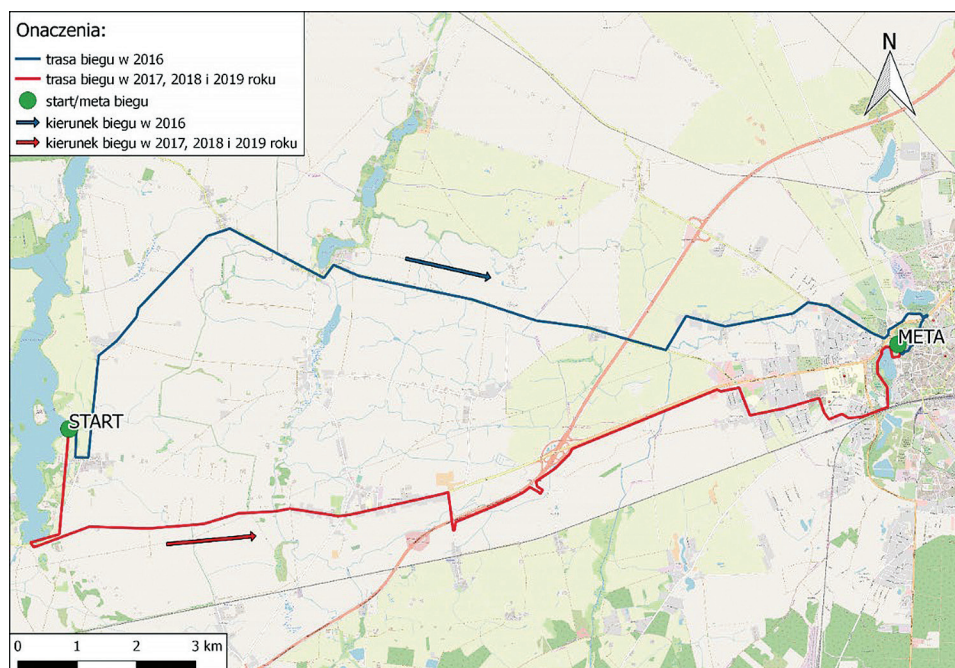 Onaczenia:
trasa biegu w 2016
trasa biegu w 2017, 2018 i 2019 roku
start/meta biegu
kierunek biegu w 2016
kierunek biegu w 2017, 2018 i 2019 roku
N
META
START
0 1 2 3 km